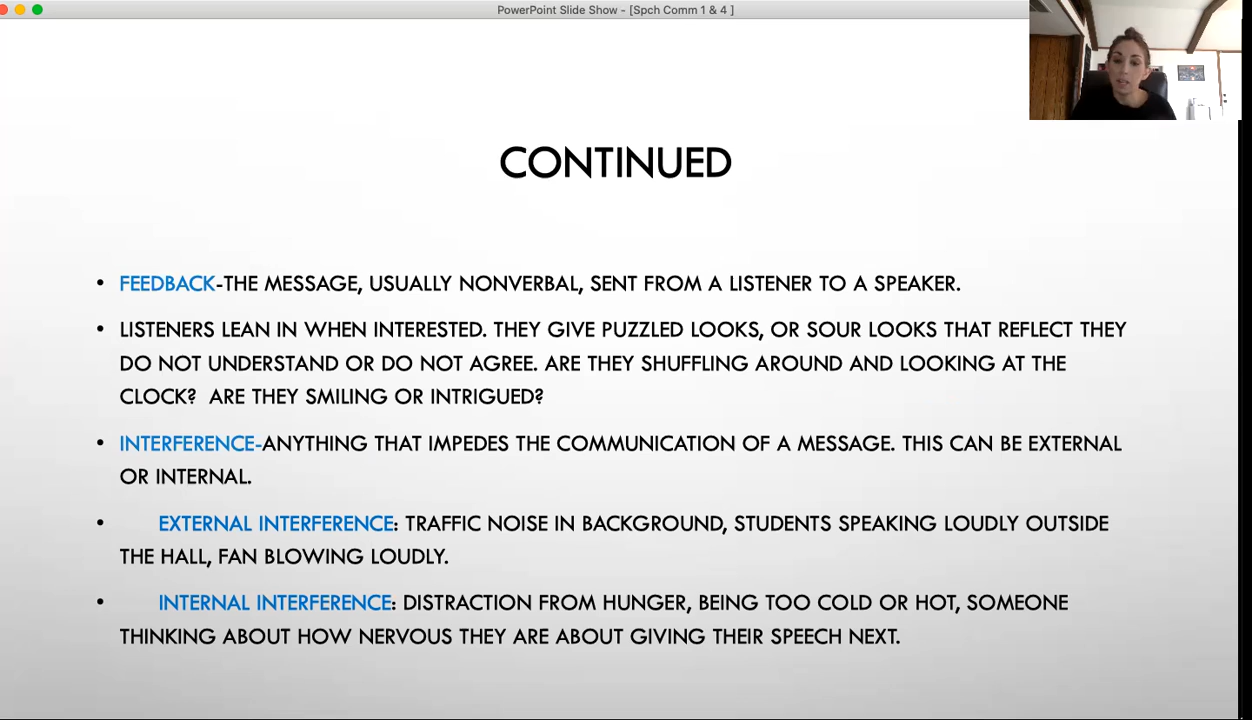 PowerPoint Slide Show - [Spch Comm 1 & 4 ]
CONTINUED
• FEEDBACK-THE MESSAGE, USUALLY NONVERBAL, SENT FROM A LISTENER TO A SPEAKER.
• LISTENERS LEAN IN WHEN INTERESTED. THEY GIVE PUZZLED LOOKS, OR SOUR LOOKS THAT REFLECT THEY
DO NOT UNDERSTAND OR DO NOT AGREE. ARE THEY SHUFFLING AROUND AND LOOKING AT THE
CLOCK?  ARE THEY SMILING OR INTRIGUED?
• INTERFERENCE-ANYTHING THAT IMPEDES THE COMMUNICATION OF A MESSAGE. THIS CAN BE EXTERNAL
OR INTERNAL.
• EXTERNAL INTERFERENCE: TRAFFIC NOISE IN BACKGROUND, STUDENTS SPEAKING LOUDLY OUTSIDE
THE HALL, FAN BLOWING LOUDLY.
• INTERNAL INTERFERENCE: DISTRACTION FROM HUNGER, BEING TOO COLD OR HOT, SOMEONE
THINKING ABOUT HOW NERVOUS THEY ARE ABOUT GIVING THEIR SPEECH NEXT.